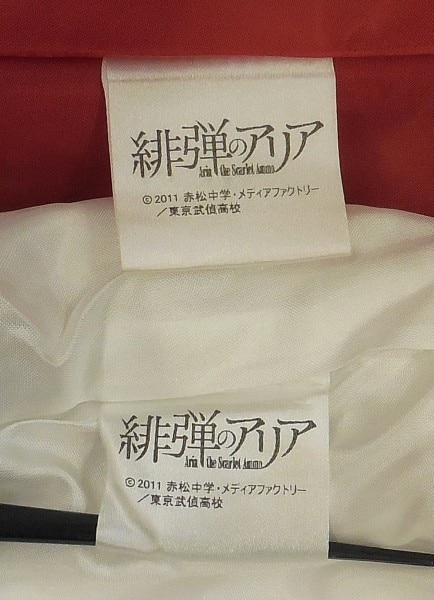 緋弾のアリア
Aria the Scarlet Ammo
©2011 赤松中学・メディアファクトリー
／東京武偵高校
緋弾のアリア
Aria the Scarlet Ammo
©2011 赤松中学・メディアファクトリー
／東京武偵高校